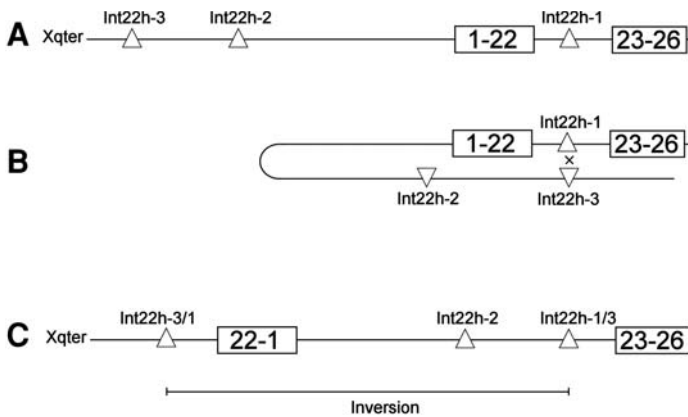 Int22h-3 Int22h-2 Int22h-1
A Xqter 1-22 23-26
Int22h-1
B 1-22 23-26
×
Int22h-2 Int22h-3
Int22h-3/1 Int22h-2 Int22h-1/3
C Xqter 22-1 23-26
Inversion